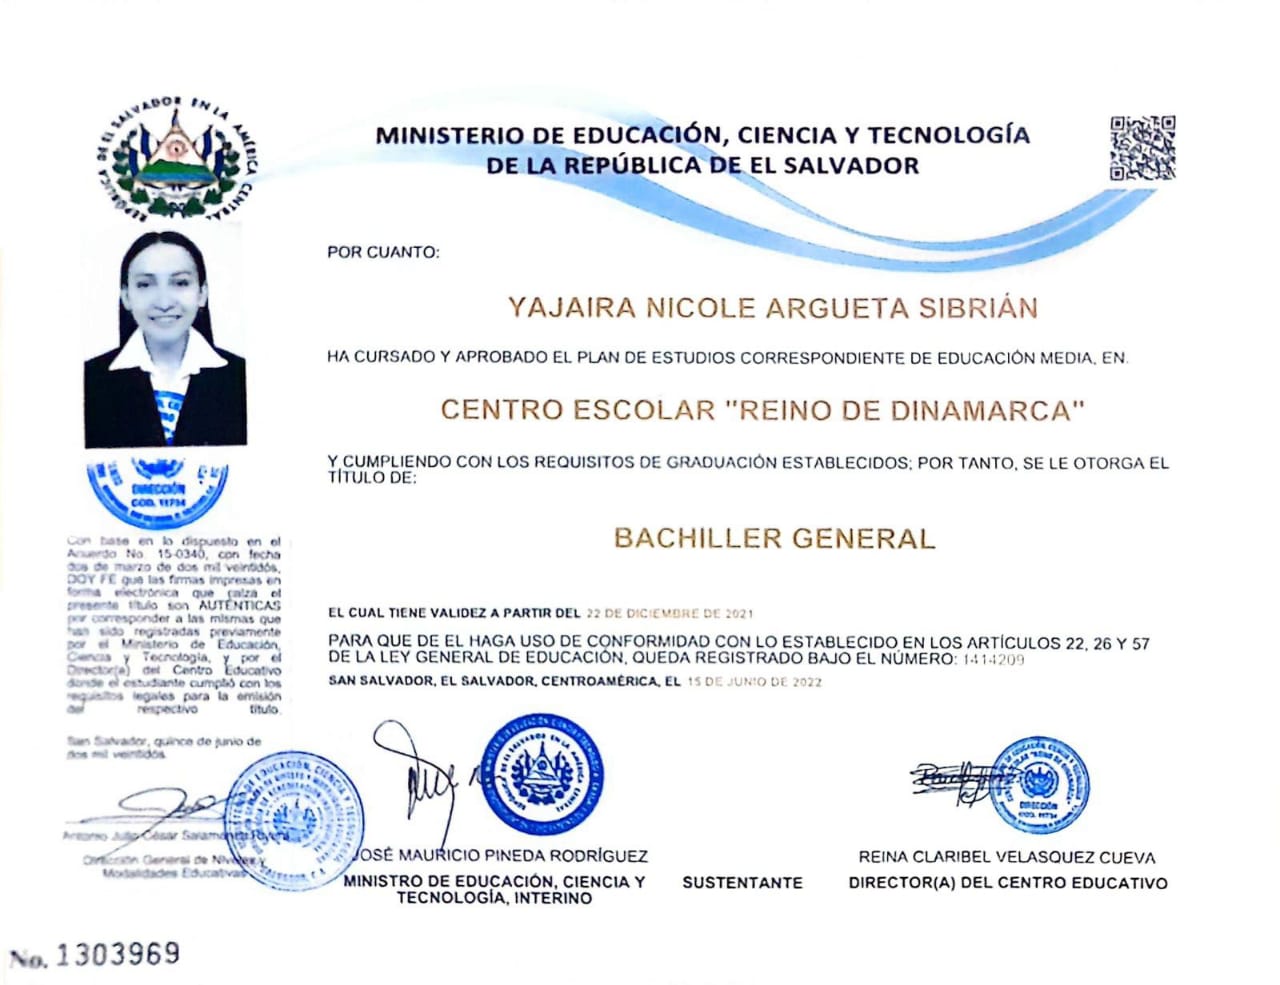 REPÚBLICA DE EL SALVADOR EN LA AMÉRICA CENTRAL
MINISTERIO DE EDUCACIÓN, CIENCIA Y TECNOLOGÍA
DE LA REPÚBLICA DE EL SALVADOR
POR CUANTO:
YAJAIRA NICOLE ARGUETA SIBRIÁN
HA CURSADO Y APROBADO EL PLAN DE ESTUDIOS CORRESPONDIENTE DE EDUCACIÓN MEDIA, EN.
CENTRO ESCOLAR "REINO DE DINAMARCA"
Y CUMPLIENDO CON LOS REQUISITOS DE GRADUACIÓN ESTABLECIDOS; POR TANTO, SE LE OTORGA EL
TÍTULO DE:
BACHILLER GENERAL
EL CUAL TIENE VALIDEZ A PARTIR DEL 22 DE DICIEMBRE DE 2021
PARA QUE DE EL HAGA USO DE CONFORMIDAD CON LO ESTABLECIDO EN LOS ARTÍCULOS 22, 26 Y 57
DE LA LEY GENERAL DE EDUCACIÓN, QUEDA REGISTRADO BAJO EL NÚMERO: 1414209
SAN SALVADOR, EL SALVADOR, CENTROAMÉRICA, EL 15 DE JUNIO DE 2022
DIRECCIÓN
COD. 11734
Con base en lo dispuesto en el
Acuerdo No. 15-0340, con fecha
dos de marzo de dos mil veintidós,
DOY FE que las firmas impresas en
forma electrónica que calza el
presente título son AUTÉNTICAS
por corresponder a las mismas que
han sido registradas previamente
por el Ministerio de Educación,
Ciencia y Tecnología, y por el
Director(a) del Centro Educativo
donde el estudiante cumplió con los
requisitos legales para la emisión
del respectivo título.
San Salvador, quince de junio de
dos mil veintidós.
Antonio Julio César Salamanca Rivera
Dirección General de Niveles y
Modalidades Educativas
JOSÉ MAURICIO PINEDA RODRÍGUEZ
MINISTRO DE EDUCACIÓN, CIENCIA Y
TECNOLOGÍA, INTERINO
SUSTENTANTE
DIRECCIÓN
COD. 11734
REINA CLARIBEL VELASQUEZ CUEVA
DIRECTOR(A) DEL CENTRO EDUCATIVO
No. 1303969